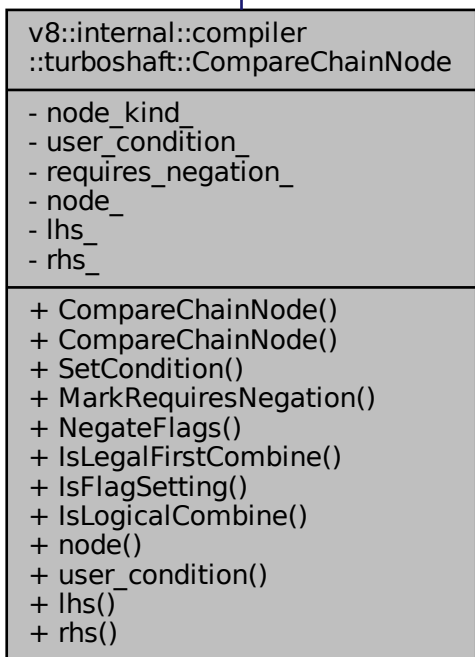 v8::internal::compiler
::turboshaft::CompareChainNode
- node_kind_
- user_condition_
- requires_negation_
- node_
- lhs_
- rhs_
+ CompareChainNode()
+ CompareChainNode()
+ SetCondition()
+ MarkRequiresNegation()
+ NegateFlags()
+ IsLegalFirstCombine()
+ IsFlagSetting()
+ IsLogicalCombine()
+ node()
+ user_condition()
+ lhs()
+ rhs()